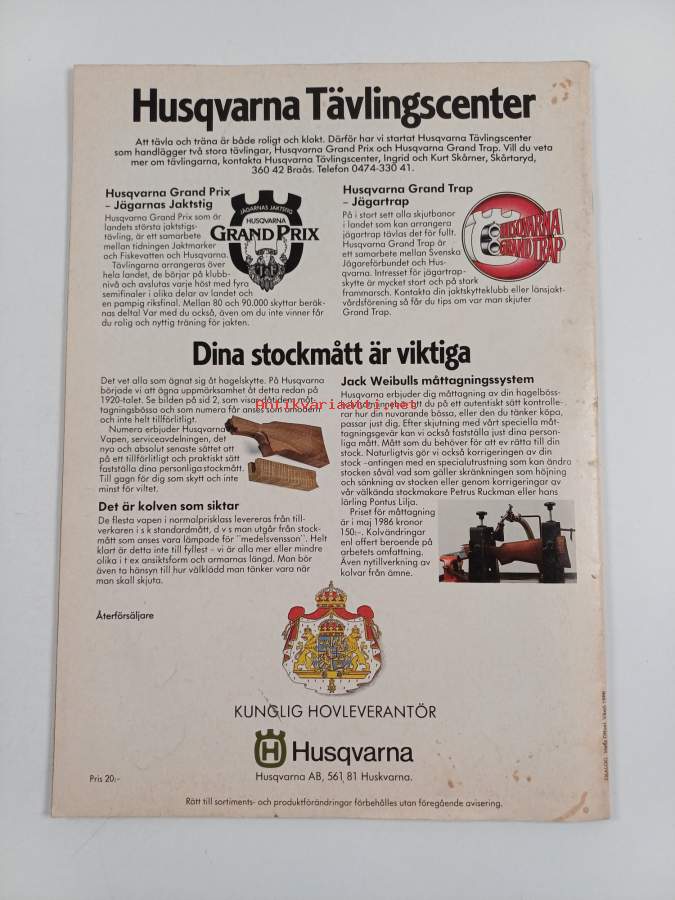 Husqvarna Tävlingscenter
Att tävla och träna är både roligt och klokt. Därför har vi startat Husqvarna Tävlingscenter
som handlägger två stora tävlingar, Husqvarna Grand Prix och Husqvarna Grand Trap. Vill du veta
mer om tävlingarna, kontakta Husqvarna Tävlingscenter, Ingrid och Kurt Skärner, Skårtaryd,
360 42 Braås. Telefon 0474-330 41.
Husqvarna Grand Prix
– Jägarnas Jaktstig
Husqvarna Grand Prix som är
landets största jaktstigs-
tävling, är ett samarbete
mellan tidningen Jaktmarker
och Fiskevatten och Husqvarna.
Tävlingarna arrangeras över
hela landet, de börjar på klubb-
nivå och avslutas varje höst med fyra
semifinaler i olika delar av landet och
en pampig riksfinal. Mellan 80 och 90.000 skyttar beräk-
nas delta! Var med du också, även om du inte vinner får
du rolig och nyttig träning för jakten.
JÄGARNAS JAKTSTIG
HUSQVARNA
GRAND PRIX
Husqvarna Grand Trap
– Jägartrap
På i stort sett alla skjutbanor
i landet som kan arrangera
jägartrap tävlas det för fullt.
Husqvarna Grand Trap är
ett samarbete mellan Svenska
Jägareförbundet och Hus-
qvarna. Intresset för jägartrap-
skytte är mycket stort och på stark
frammarsch. Kontakta din jaktskytteklubb eller länsjakt-
vårdsförening så får du tips om var man skjuter
Grand Trap.
HUSQVARNA
GRAND TRAP
Dina stockmått är viktiga
Det vet alla som ägnat sig åt hagelskytte. På Husqvarna
började vi att ägna uppmärksamhet åt detta redan på
1920-talet. Se bilden på sid 2, som visar dåtidens måt-
tagningsbössa och som numera får anses som omodern
och inte helt tillförlitligt.
Numera erbjuder Husqvarna
Vapen, serviceavdelningen, det
nya och absolut senaste sättet att
på ett tillförlitligt och praktiskt sätt
fastställa dina personliga stockmått.
Till gagn för dig som skytt och inte
minst för viltet.
Det är kolven som siktar
De flesta vapen i normalprisklass levereras från till-
verkaren i s k standardmått, d v s man utgår från stock-
mått som anses vara lämpade för "medelsvensson". Helt
klart är detta inte till fyllest – vi är alla mer eller mindre
olika i t ex ansiktsform och armarnas längd. Man bör
även ta hänsyn till hur välklädd man tänker vara när
man skall skjuta.
Jack Weibulls måttagningssystem
Husqvarna erbjuder dig måttagning av din hagelböss-
att du på ett autentiskt sätt kontrolle-
rar hur din nuvarande bössa, eller den du tänker köpa,
passar just dig. Efter skjutning med vårt speciella mät-
tagningsgevär kan vi också fastställa just dina person-
liga mått. Mått som du behöver för att ev rätta till din
stock. Naturligtvis gör vi också korrigeringen av din
stock – antingen med en specialutrustning som kan ändra
stocken såväl vad som gäller skränkningen som höjning
och sänkning av stocken eller genom korrigeringar av
vår välkända stockmakare Petrus Ruckman eller hans
lärling Pontus Lilja.
Priset för måttagning
är i maj 1986 kronor
150:–. Kolvändringar
enl offert beroende på
arbetets omfattning.
Även nytillverkning av
kolvar från ämne.
Antikvariaatti.net
Återförsäljare
KUNGLIG HOVLEVERANTÖR
Husqvarna
Husqvarna AB, 561 81 Huskvarna.
Pris 20:–
Rätt till sortiments- och produktförändringar förbehålles utan föregående avisering.